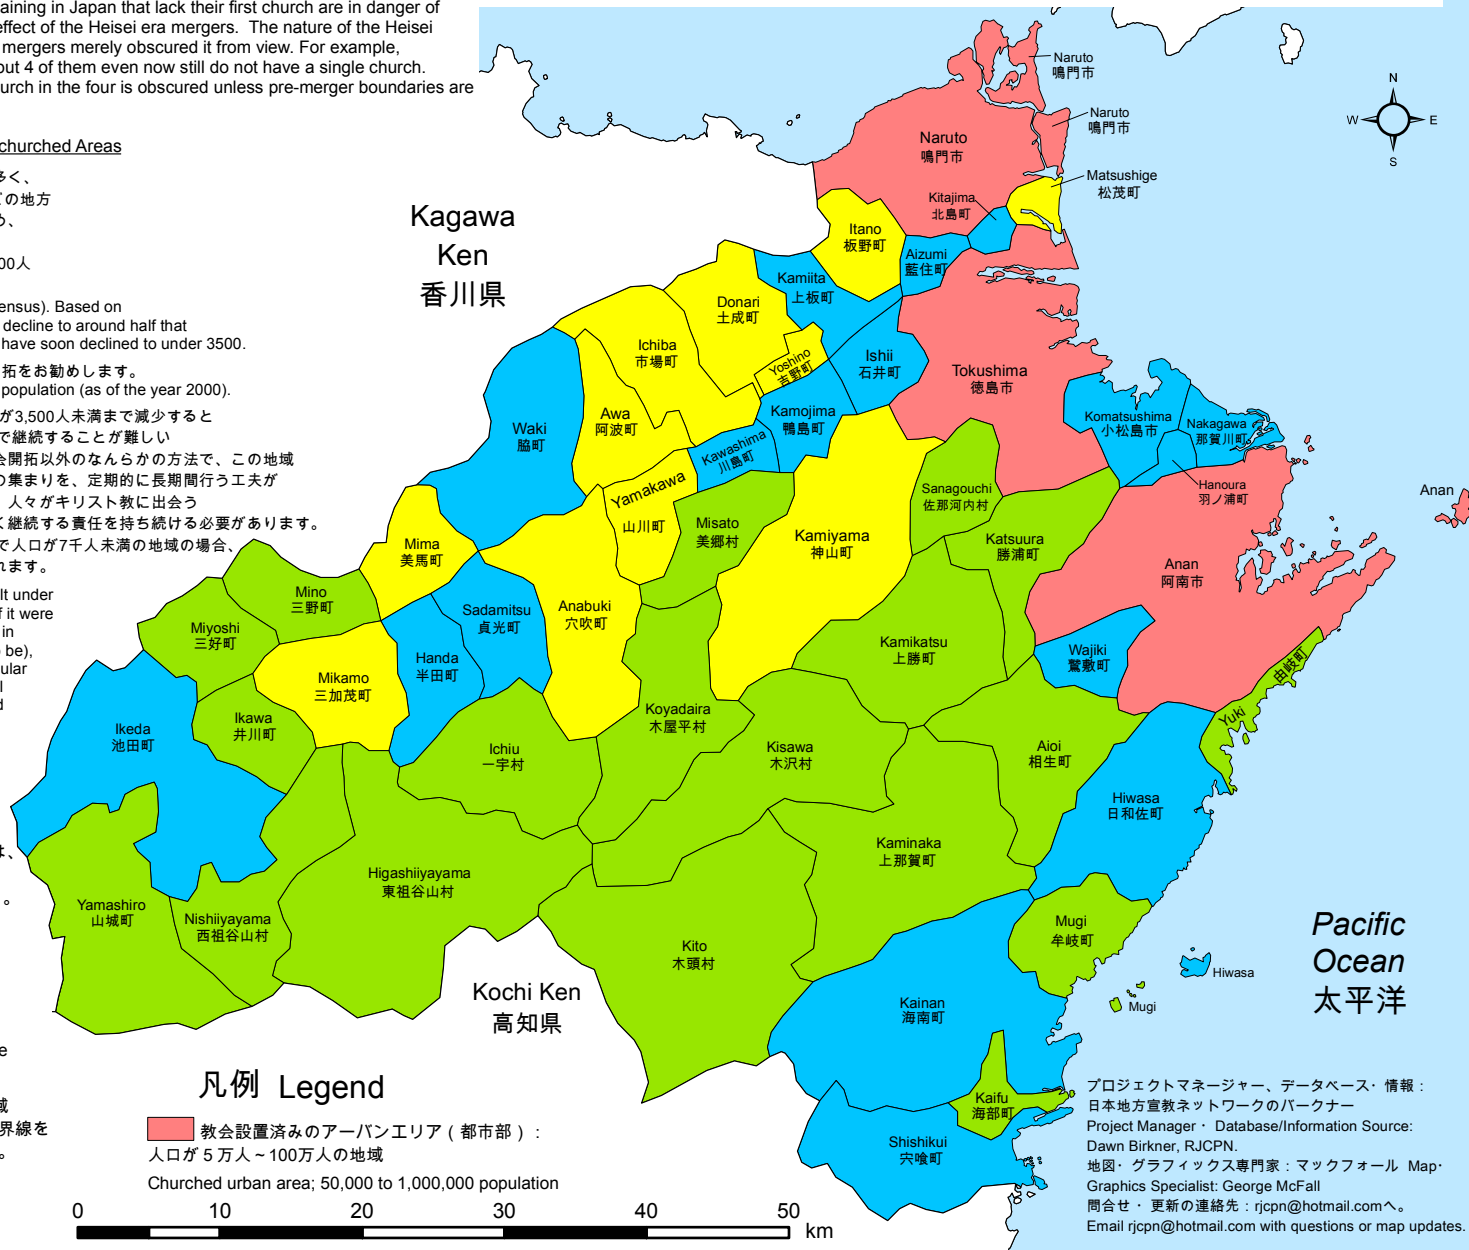 aining in Japan that lack their first church are in danger of
effect of the Heisei era mergers. The nature of the Heisei
mergers merely obscured it from view. For example,
out 4 of them even now still do not have a single church.
urch in the four is obscured unless pre-merger boundaries are
churched Areas
多く、
の地方
め、
00人
ensus). Based on
decline to around half that
have soon declined to under 3500.
拓をお勧めします。
population (as of the year 2000).
が3,500人未満まで減少すると
で継続することが難しい
会開拓以外のなんらかの方法で、この地域
の集まりを、定期的に長期間行う工夫が
人々がキリスト教に出会う
く継続する責任を持ち続ける必要があります。
で人口が7千人未満の地域の場合、
れます。
lt under
f it were
in
be),
ular
l
d
は、
。
e
域
界線を
。
Kagawa
Ken
香川県
Naruto
鳴門市
Naruto
鳴門市
Naruto
鳴門市
N
W E
S
Matsushige
松茂町
Kitajima
北島町
Itano
板野町
Aizumi
藍住町
Kamiita
上板町
Donari
土成町
Ichiba
市場町
Yoshino
吉野町
Ishii
石井町
Tokushima
徳島市
Komatsushima
小松島市
Nakagawa
那賀川町
Hanoura
羽ノ浦町
Anan
Waki
脇町
Awa
阿波町
Kamojima
鴨島町
Kawashima
川島町
Yamakawa
山川町
Misato
美郷村
Kamiyama
神山町
Sanagouchi
佐那河内村
Katsuura
勝浦町
Anan
阿南市
Mima
美馬町
Mino
三野町
Miyoshi
三好町
Sadamitsu
貞光町
Anabuki
穴吹町
Handa
半田町
Mikamo
三加茂町
Kamikatsu
上勝町
Wajiki
鷲敷町
由岐町
Yuki
Ikeda
池田町
Ikawa
井川町
Ichiu
一宇村
Koyadaira
木屋平村
Kisawa
木沢村
Aioi
相生町
Hiwasa
日和佐町
Higashiiyayama
東祖谷山村
Kaminaka
上那賀町
Yamashiro
山城町
Nishiiyayama
西祖谷山村
Kito
木頭村
Mugi
牟岐町
Hiwasa
Mugi
Pacific
Ocean
太平洋
Kochi Ken
高知県
Kainan
海南町
Kaifu
海部町
Shishikui
宍喰町
凡例 Legend
教会設置済みのアーバンエリア ( 都市部 ) :
人口が 5 万人 ~ 100万人の地域
Churched urban area; 50,000 to 1,000,000 population
0 10 20 30 40 50
km
プロジェクトマネージャー、データベース・ 情報 :
日本地方宣教ネットワークのバークナー
Project Manager ・ Database/Information Source:
Dawn Birkner, RJCPN.
地図・ グラフィックス専門家 : マックフォール Map・
Graphics Specialist: George McFall
問合せ ・ 更新の連絡先 : rjcpn@hotmail.comへ。
Email rjcpn@hotmail.com with questions or map updates.